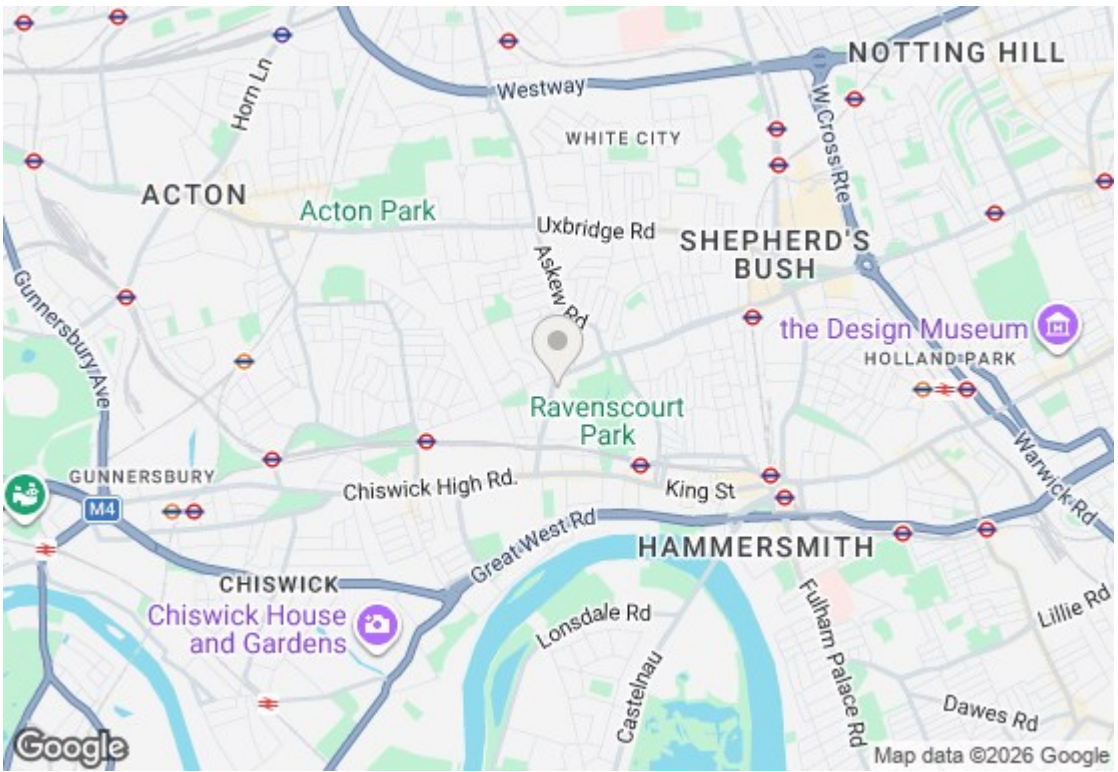 NOTTING HILL
Westway
Horn Ln
W Cross Rte
WHITE CITY
ACTON
Acton Park
Uxbridge Rd
SHEPHERD'S
BUSH
Askew Rd
Gunnersbury Ave
the Design Museum
HOLLAND PARK
Ravenscourt
Park
Warwick Rd
GUNNERSBURY
Chiswick High Rd.
King St
M4
Great West Rd
HAMMERSMITH
CHISWICK
Chiswick House
and Gardens
Lonsdale Rd
Fulham Palace Rd
Lillie Rd
Castelnau
Dawes Rd
Google
Map data ©2026 Google